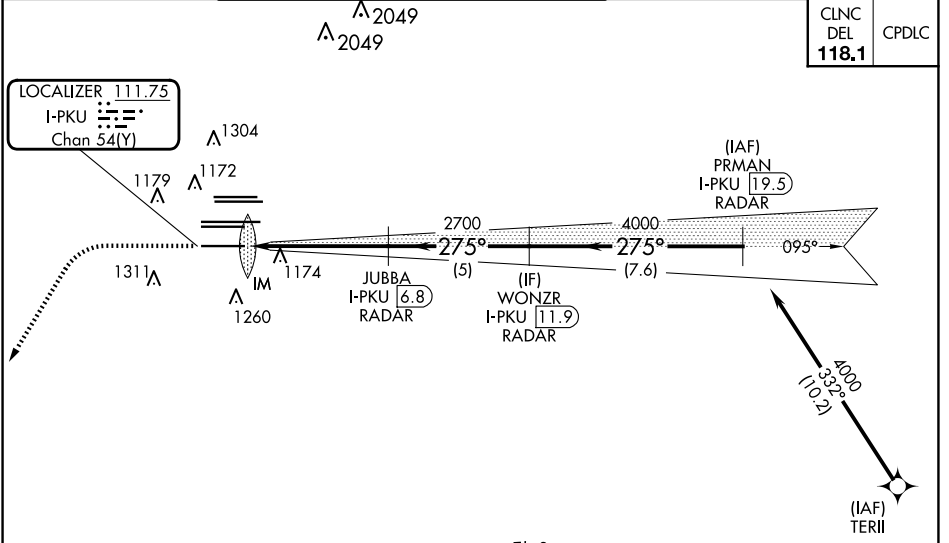 2049
2049
CLNC
DEL
118.1
CPDLC
LOCALIZER 111.75
I-PKU
Chan 54(Y)
1304
1172
1179
(IAF)
PRMAN
I-PKU 19.5
RADAR
2700
4000
275°
275°
095°
(5)
(7.6)
1174
1311
IM
1260
JUBBA
I-PKU 6.8
RADAR
(IF)
WONZR
I-PKU 11.9
RADAR
4000
332°
(10.2)
(IAF)
TERII